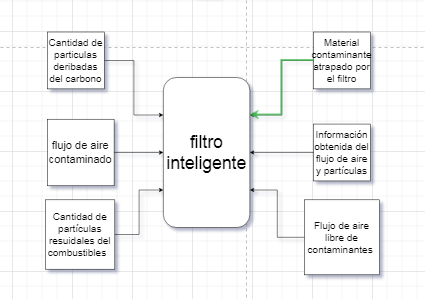 Cantidad de
particulas
deribadas
del carbono
flujo de aire
contaminado
Cantidad de
partículas
resuidales del
combustibles
filtro
inteligente
Material
contaminante
atrapado por
el filtro
Información
obtenida del
flujo de aire
y partículas
Flujo de aire
libre de
contaminantes